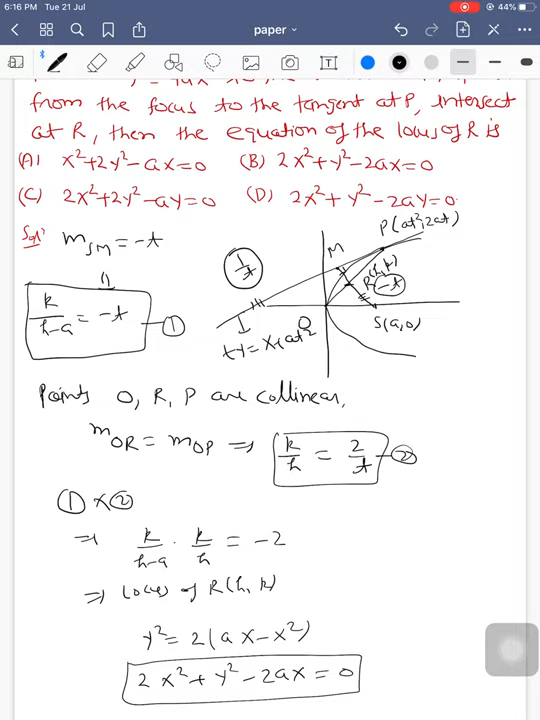 6:16 PM Tue 21 Jul
44%
paper
from the focus to the tangent at P, intersect
at R, then the equation of the locus of R is
(A) x²+2y²-ax=0 (B) 2x²+y²-2ax=0
(C) 2x²+2y²-ay=0 (D) 2x²+y²-2ay=0
Sol:
m_SM = -t
k/(h-a) = -t — ①
1/t
M
P(at², 2at)
R(h,k)
-t
O
S(a,0)
ty = x+at²
Points O, R, P are collinear,
m_OR = m_OP ⇒ k/h = 2/t — ②
① × ②
⇒ k/(h-a) · k/h = -2
⇒ locus of R(h,k)
y² = 2(ax-x²)
2x²+y²-2ax=0